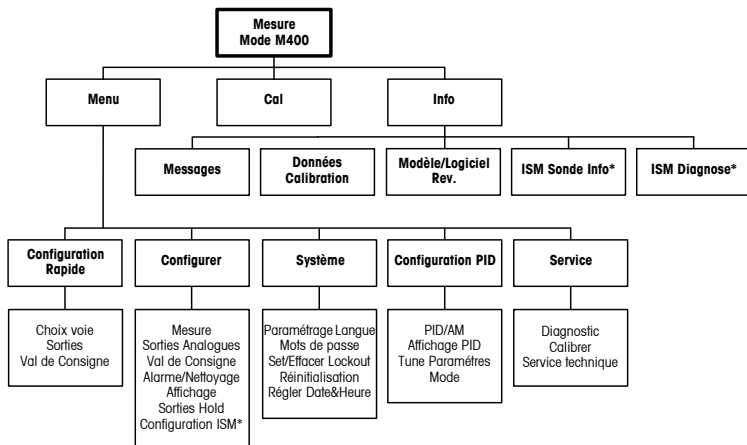 Mesure
Mode M400
Menu
Cal
Info
Messages
Données
Calibration
Modèle/Logiciel
Rev.
ISM Sonde Info*
ISM Diagnose*
Configuration
Rapide
Configurer
Système
Configuration PID
Service
Choix voie
Sorties
Val de Consigne
Mesure
Sorties Analogues
Val de Consigne
Alarme/Nettoyage
Affichage
Sorties Hold
Configuration ISM*
Paramétrage Langue
Mots de passe
Set/Effacer Lockout
Réinitialisation
Régler Date&Heure
PID/AM
Affichage PID
Tune Paramétres
Mode
Diagnostic
Calibrer
Service technique